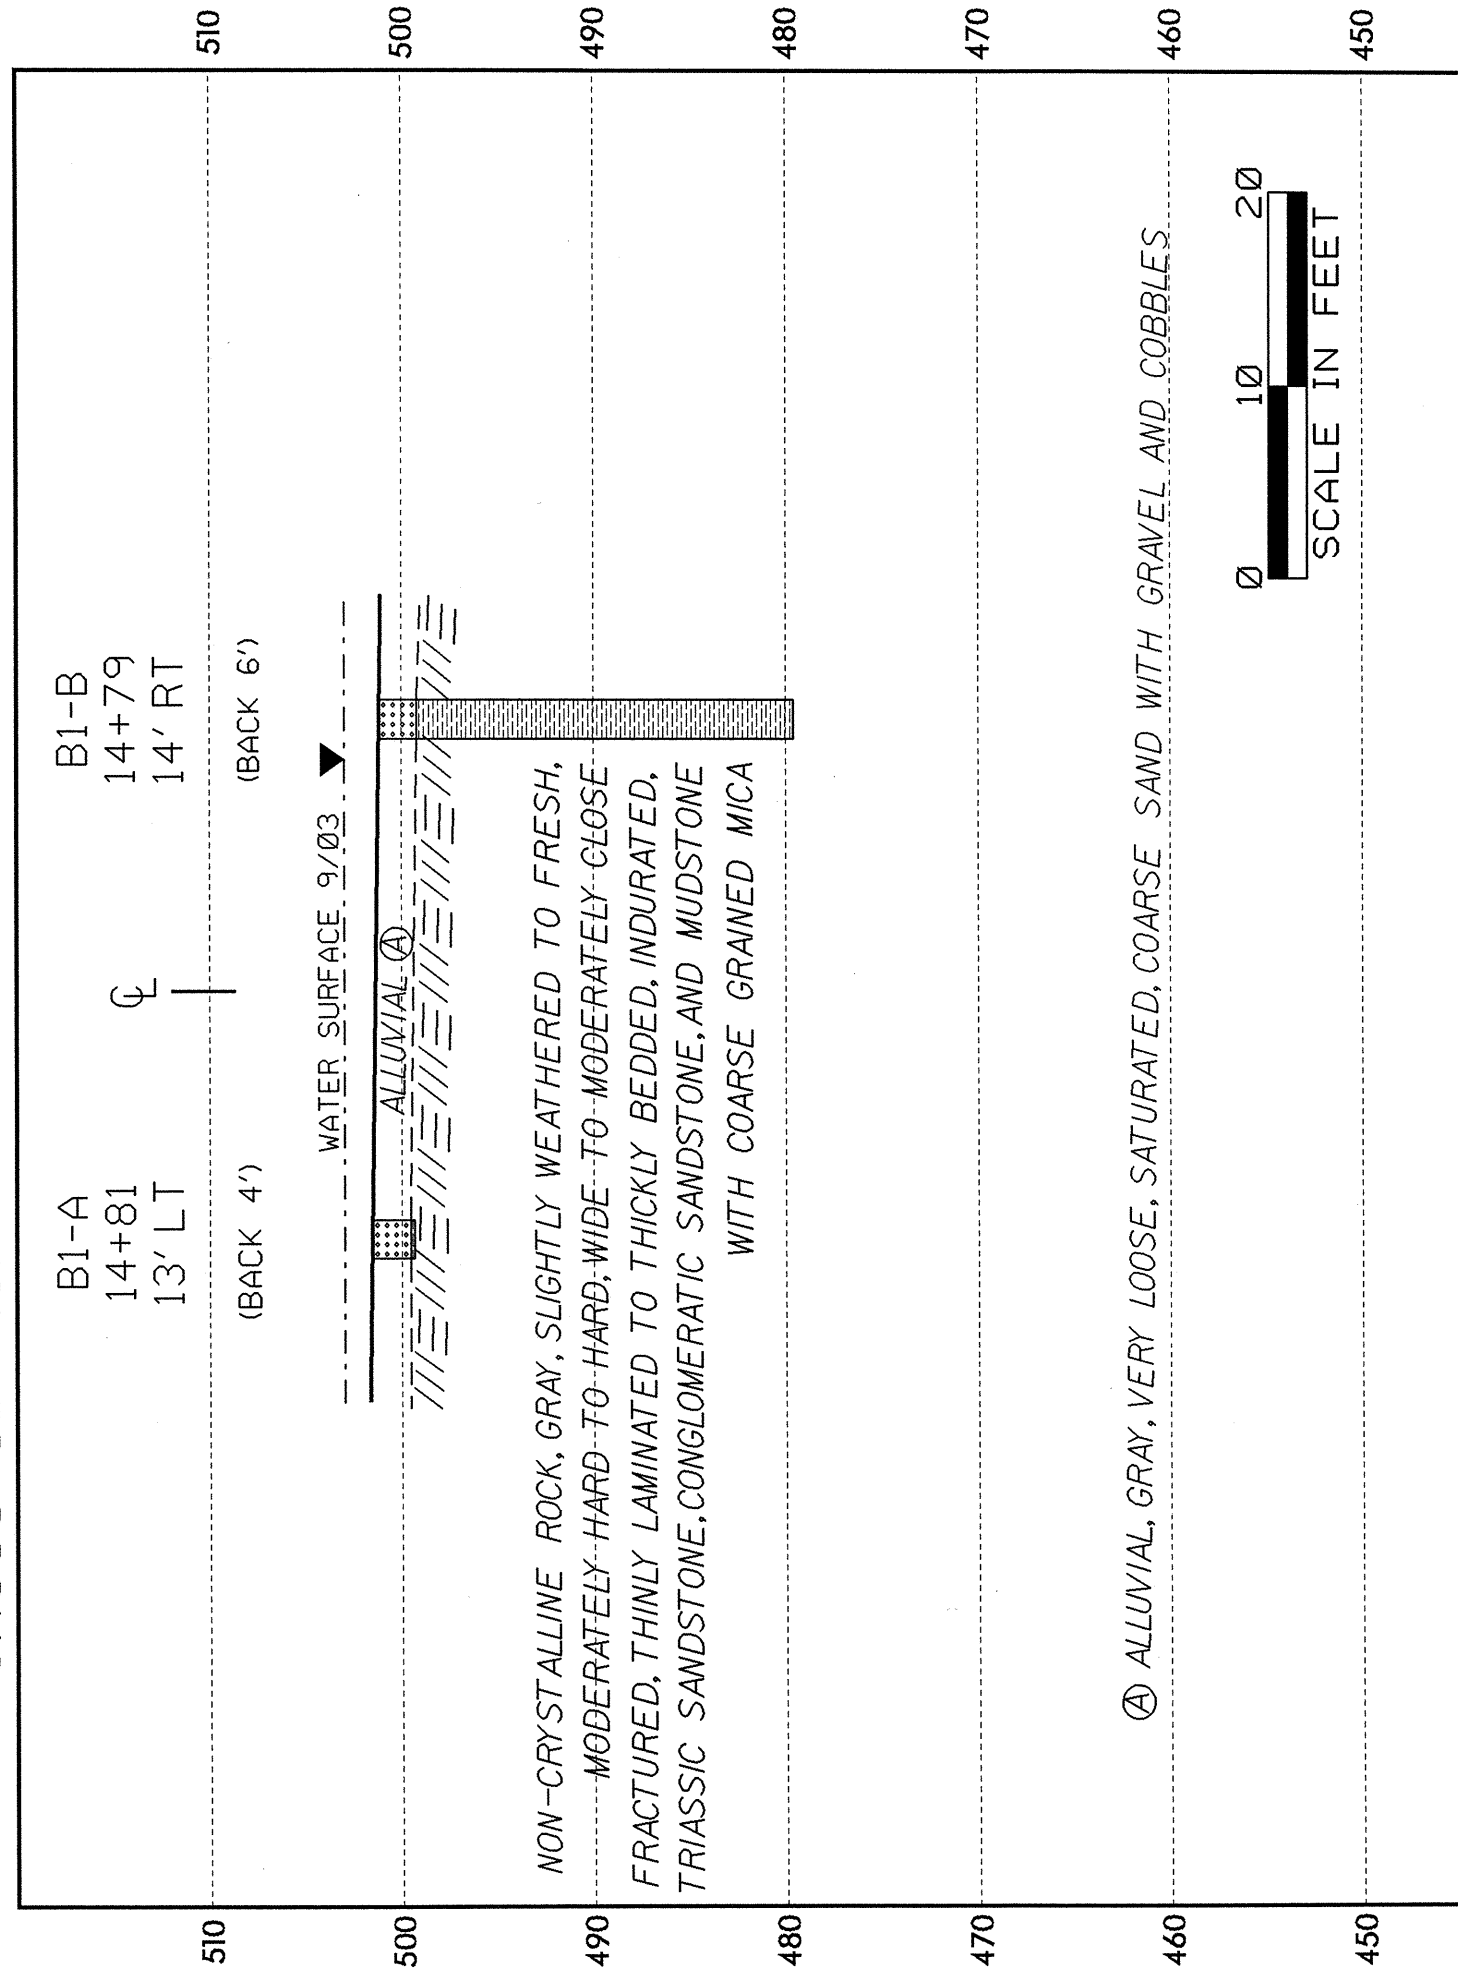 B1-A
14+81
13' LT
(BACK 4')
B1-B
14+79
14' RT
(BACK 6')
CL
510
510
WATER SURFACE 9/03
500
ALLUVIAL A
500
NON-CRYSTALLINE ROCK, GRAY, SLIGHTLY WEATHERED TO FRESH,
490
MODERATELY HARD TO HARD, WIDE TO MODERATELY CLOSE
490
FRACTURED, THINLY LAMINATED TO THICKLY BEDDED, INDURATED,
TRIASSIC SANDSTONE, CONGLOMERATIC SANDSTONE, AND MUDSTONE
WITH COARSE GRAINED MICA
480
480
470
470
Ⓐ ALLUVIAL, GRAY, VERY LOOSE, SATURATED, COARSE SAND WITH GRAVEL AND COBBLES
460
460
0 10 20
SCALE IN FEET
450
450